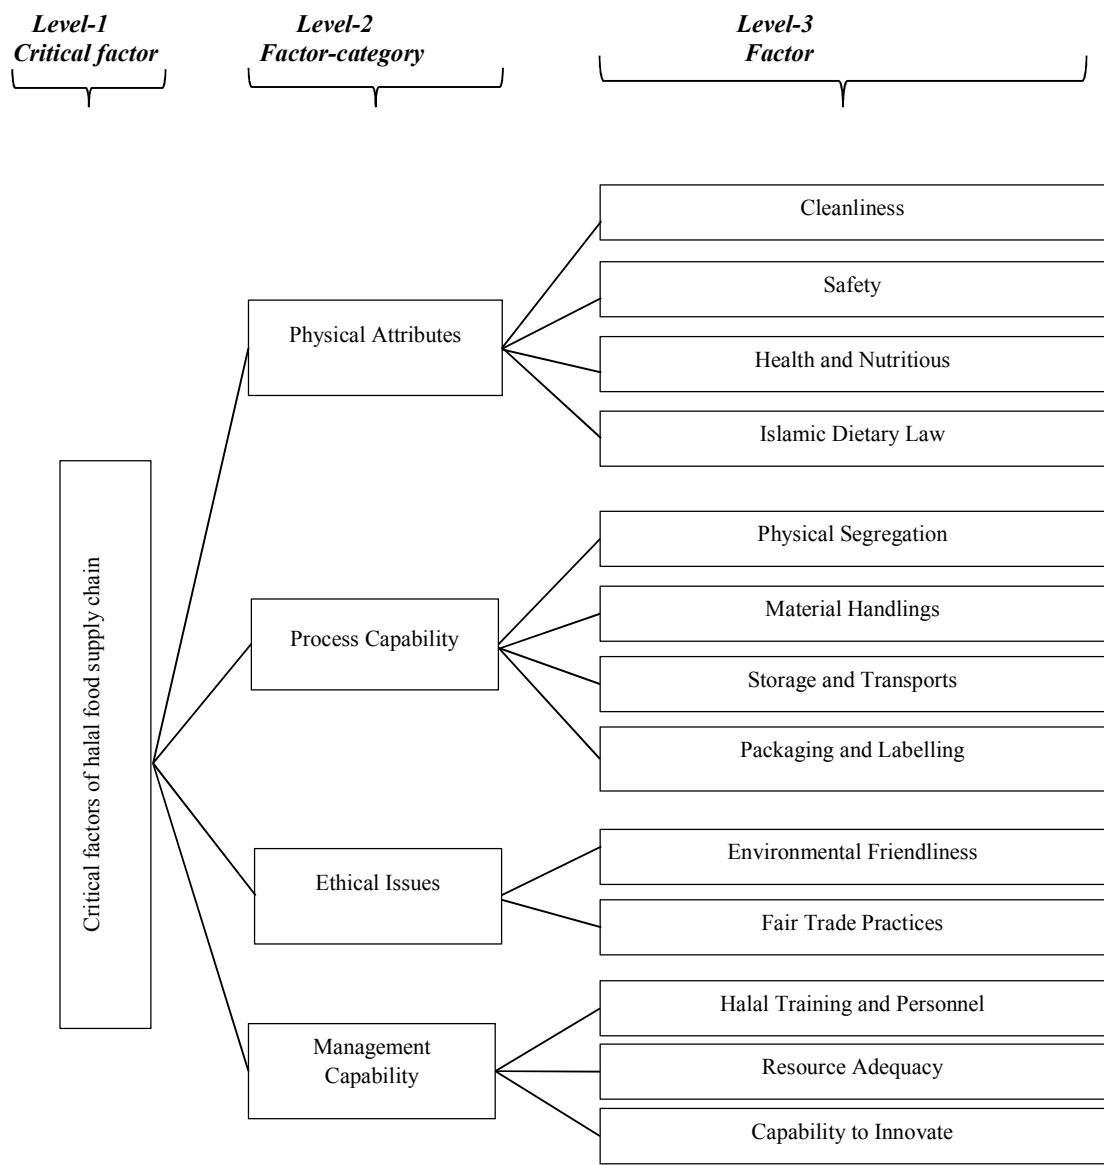 Level-1
Critical factor
Level-2
Factor-category
Level-3
Factor
Critical factors of halal food supply chain
Physical Attributes
Cleanliness
Safety
Health and Nutritious
Islamic Dietary Law
Process Capability
Physical Segregation
Material Handlings
Storage and Transports
Packaging and Labelling
Ethical Issues
Environmental Friendliness
Fair Trade Practices
Management
Capability
Halal Training and Personnel
Resource Adequacy
Capability to Innovate